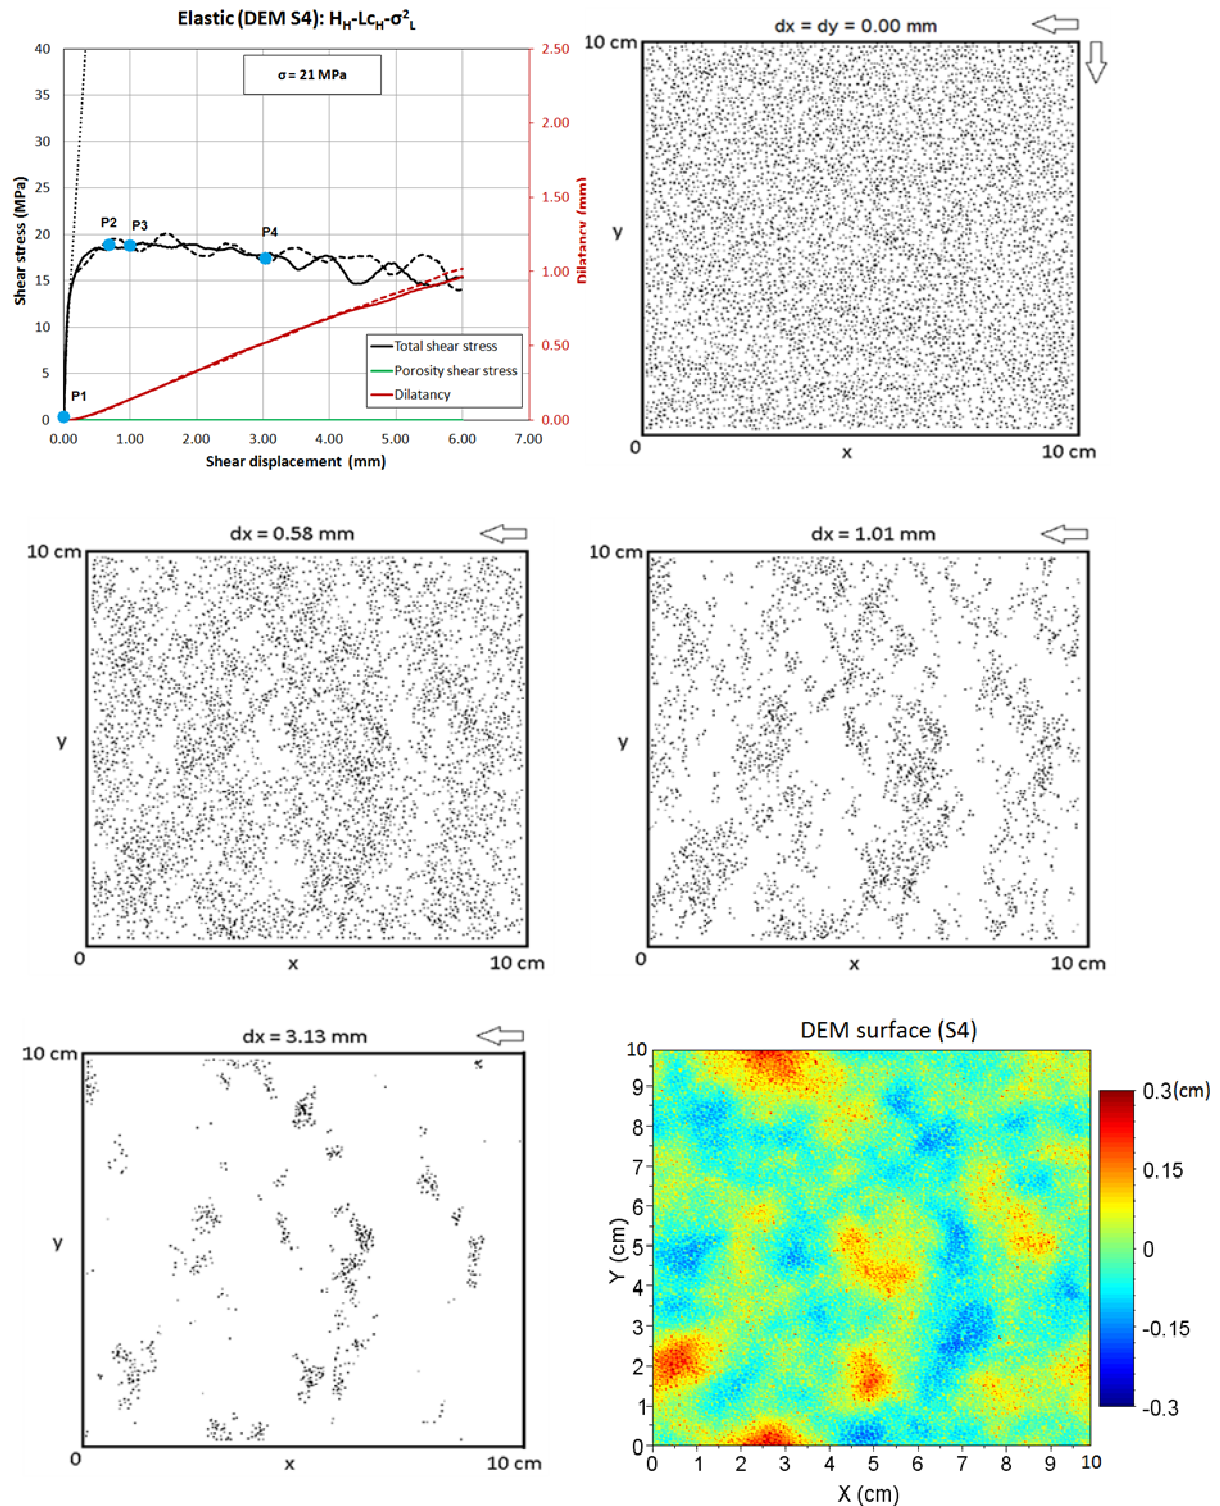 Elastic (DEM S4): H_H-Lc_H-σ²_L
σ = 21 MPa
Shear stress (MPa)
40
35
30
25
20
15
10
5
0
2.50
2.00
1.50
1.00
0.50
0.00
Dilatancy (mm)
P1
P2
P3
P4
Total shear stress
Porosity shear stress
Dilatancy
0.00 1.00 2.00 3.00 4.00 5.00 6.00 7.00
Shear displacement (mm)
dx = dy = 0.00 mm
10 cm
y
0 x 10 cm
dx = 0.58 mm
10 cm
y
0 x 10 cm
dx = 1.01 mm
10 cm
y
0 x 10 cm
dx = 3.13 mm
10 cm
y
0 x 10 cm
DEM surface (S4)
10
9
8
7
6
5
4
3
2
1
0
Y (cm)
0 1 2 3 4 5 6 7 8 9 10
X (cm)
0.3(cm)
0.15
0
-0.15
-0.3